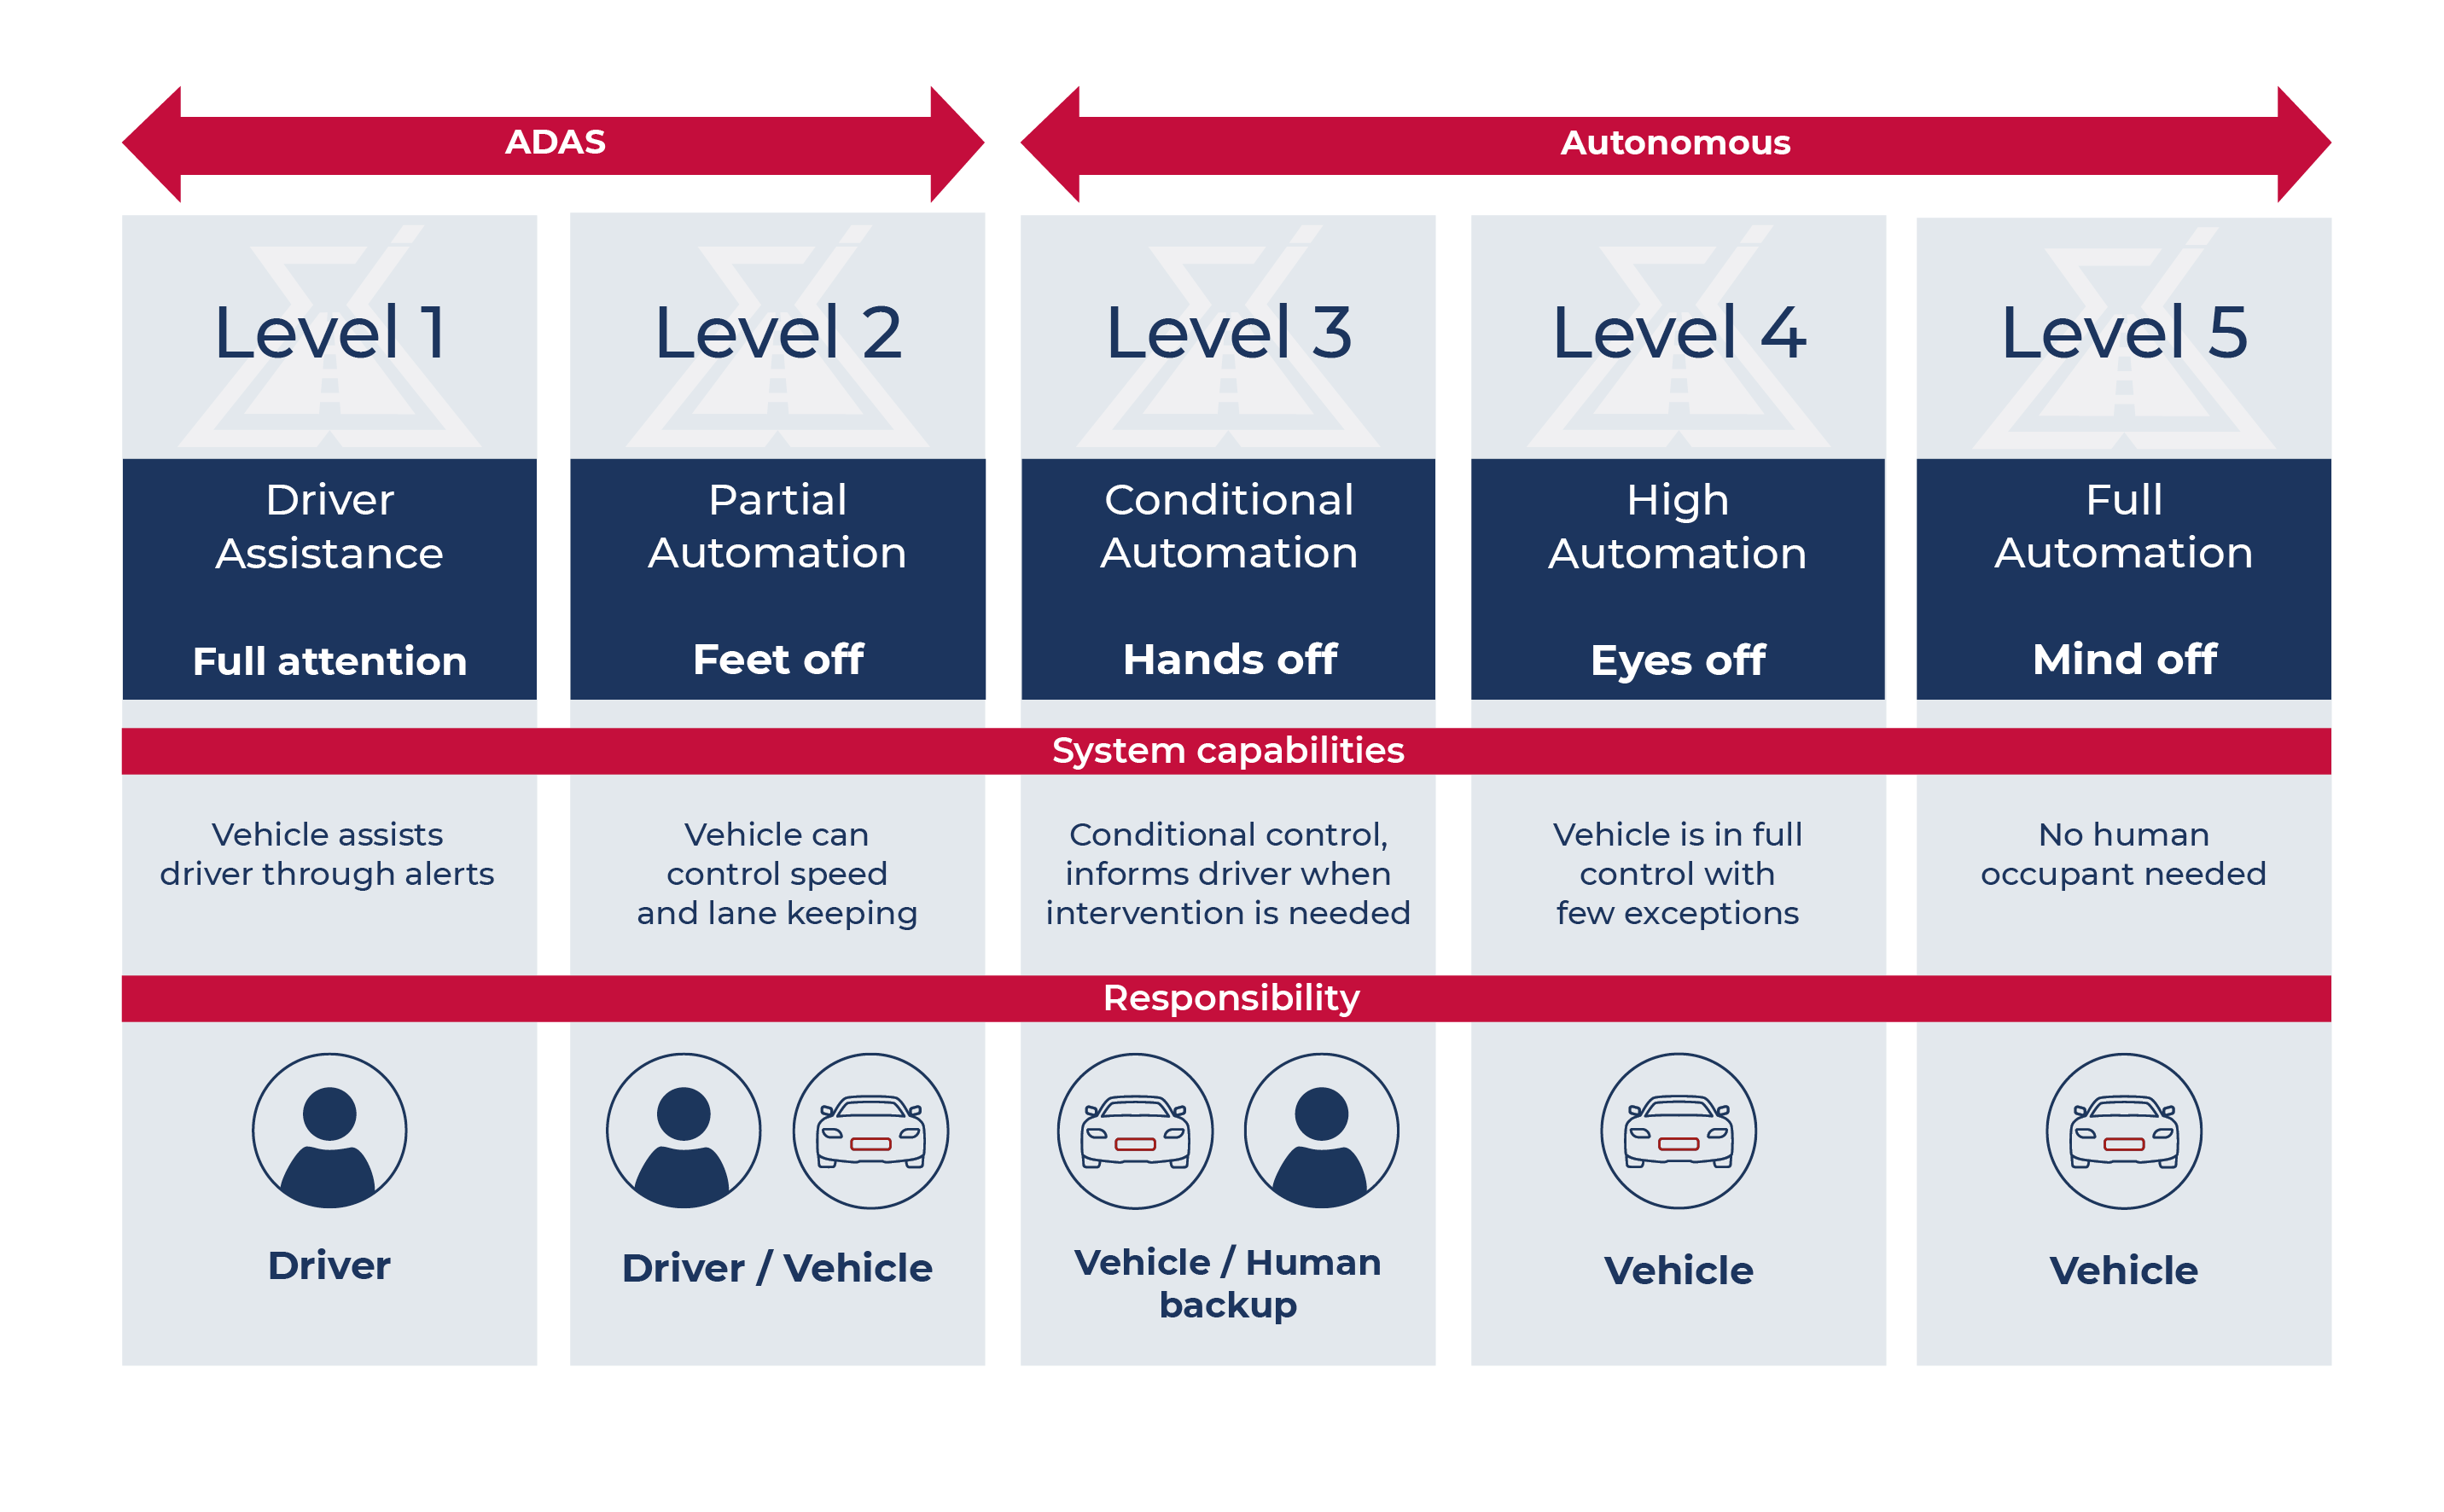 ADAS
Autonomous
Level 1
Level 2
Level 3
Level 4
Level 5
Driver
Assistance
Full attention
Partial
Automation
Feet off
Conditional
Automation
Hands off
High
Automation
Eyes off
Full
Automation
Mind off
System capabilities
Vehicle assists
driver through alerts
Vehicle can
control speed
and lane keeping
Conditional control,
informs driver when
intervention is needed
Vehicle is in full
control with
few exceptions
No human
occupant needed
Responsibility
Driver
Driver / Vehicle
Vehicle / Human
backup
Vehicle
Vehicle